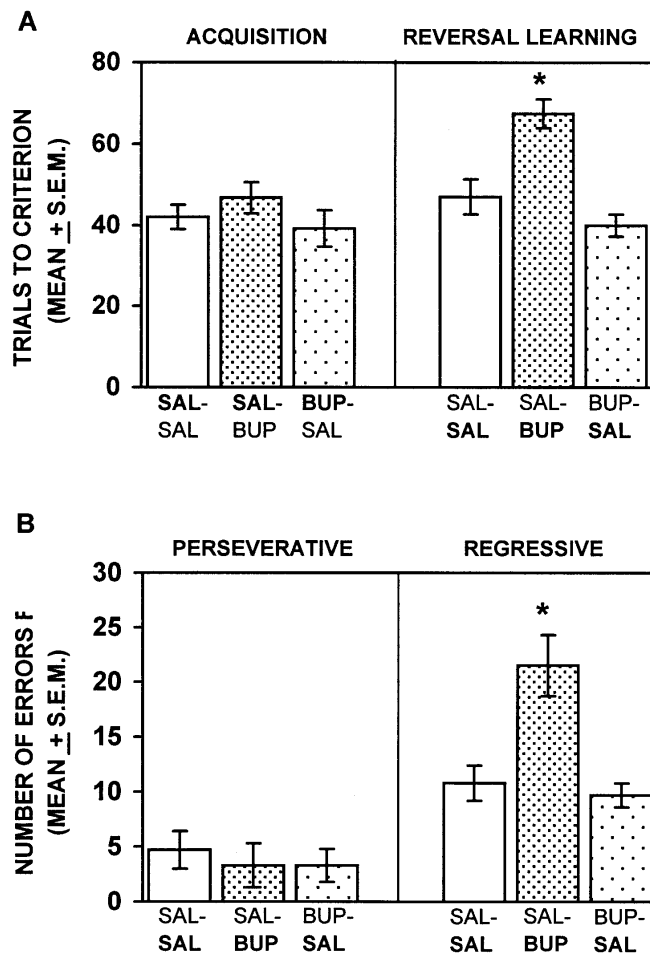 A
ACQUISITION
REVERSAL LEARNING
TRIALS TO CRITERION
(MEAN ± S.E.M.)
80
60
40
20
0
*
SAL- SAL- BUP- SAL- SAL- BUP-
SAL BUP SAL SAL BUP SAL
B
PERSEVERATIVE
REGRESSIVE
NUMBER OF ERRORS
(MEAN ± S.E.M.)
30
25
20
15
10
5
0
*
SAL- SAL- BUP- SAL- SAL- BUP-
SAL BUP SAL SAL BUP SAL